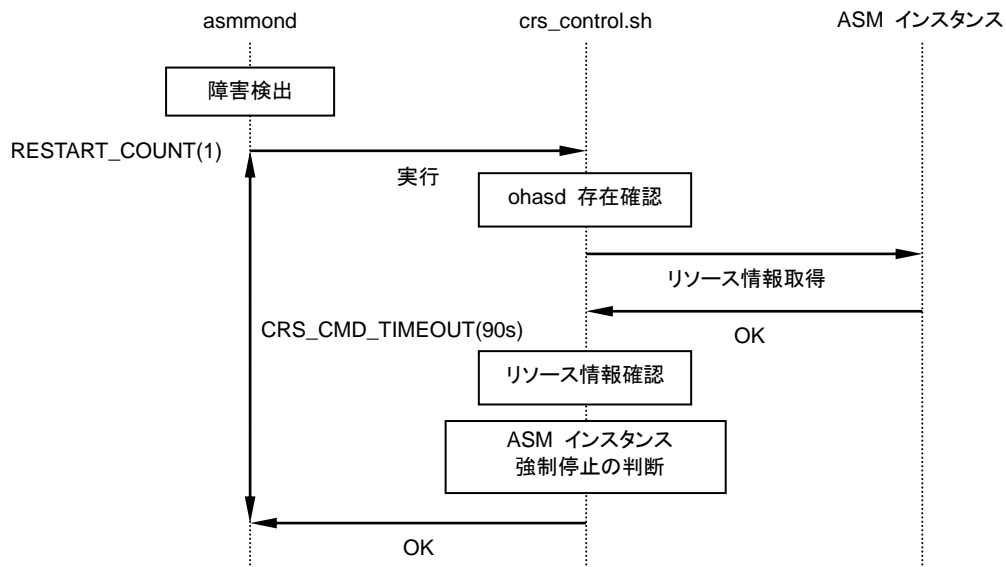 asmmond
crs_control.sh
ASM インスタンス
障害検出
RESTART_COUNT(1)
実行
ohasd 存在確認
リソース情報取得
CRS_CMD_TIMEOUT(90s)
OK
リソース情報確認
ASM インスタンス
強制停止の判断
OK